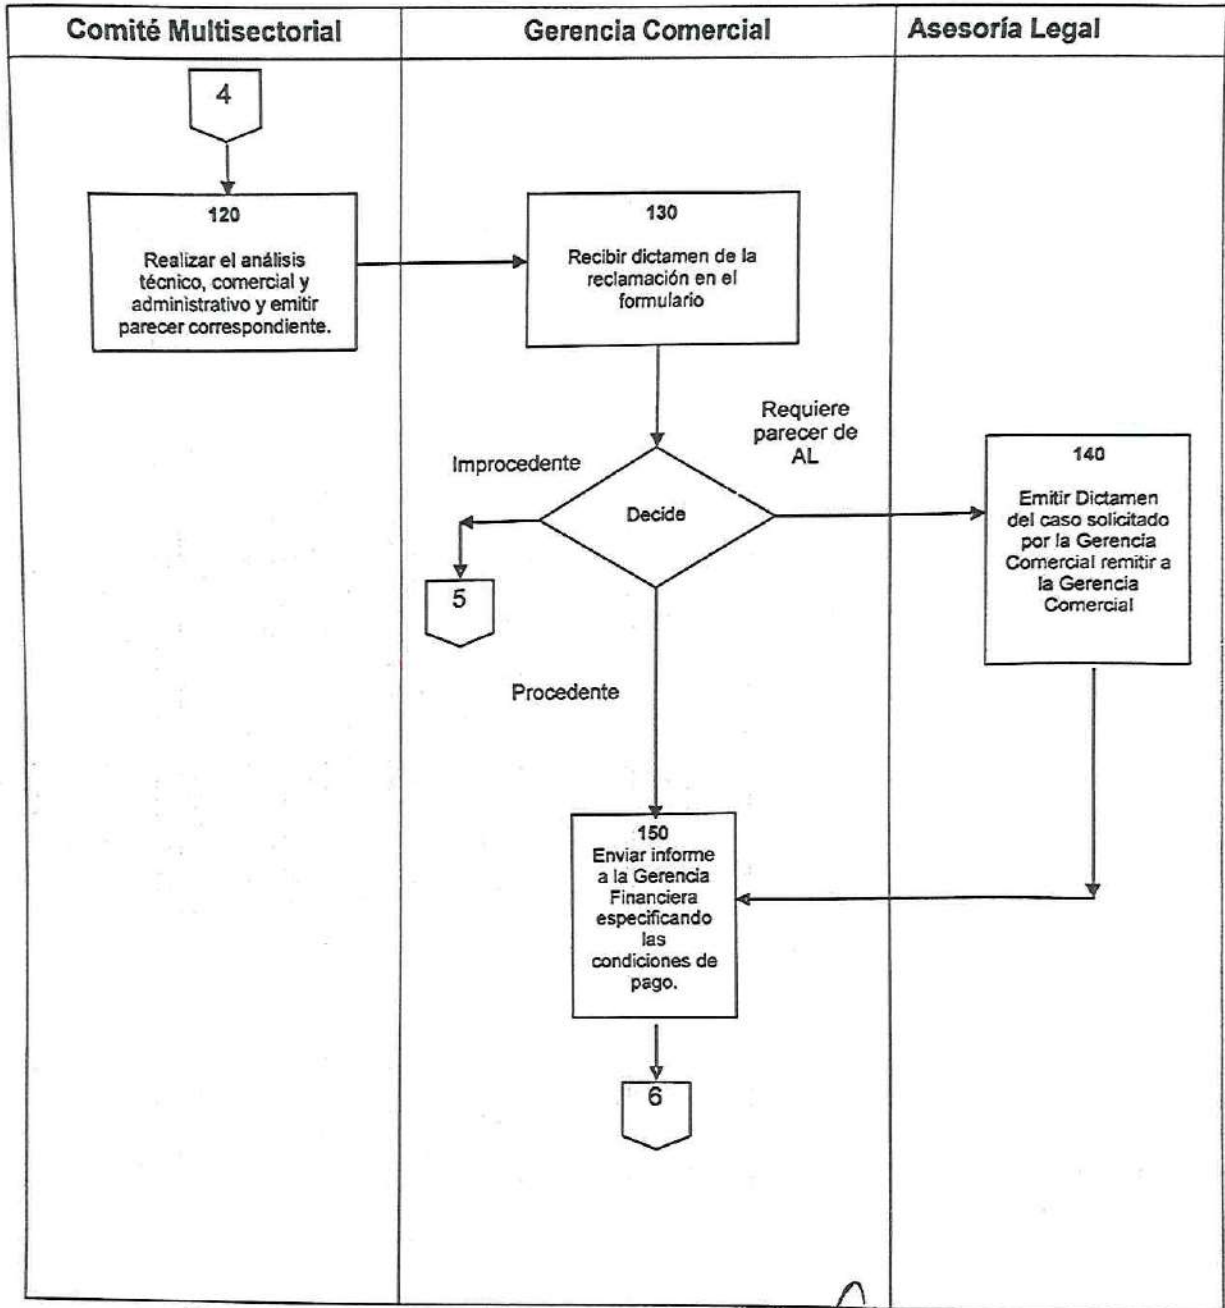 Comité Multisectorial
Gerencia Comercial
Asesoría Legal
4
120
Realizar el análisis
técnico, comercial y
administrativo y emitir
parecer correspondiente.
130
Recibir dictamen de la
reclamación en el
formulario
Requiere
parecer de
AL
Improcedente
Decide
140
Emitir Dictamen
del caso solicitado
por la Gerencia
Comercial remitir a
la Gerencia
Comercial
5
Procedente
150
Enviar informe
a la Gerencia
Financiera
especificando
las
condiciones de
pago.
6